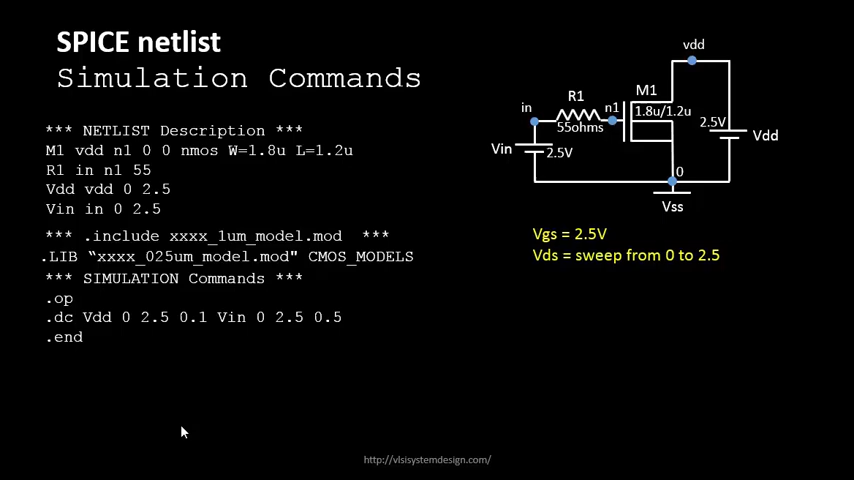 SPICE netlist
Simulation Commands
*** NETLIST Description ***
M1 vdd n1 0 0 nmos W=1.8u L=1.2u
R1 in n1 55
Vdd vdd 0 2.5
Vin in 0 2.5
*** .include xxxx_1um_model.mod ***
.LIB “xxxx_025um_model.mod" CMOS_MODELS
*** SIMULATION Commands ***
.op
.dc Vdd 0 2.5 0.1 Vin 0 2.5 0.5
.end
vdd
M1
R1
in
n1
1.8u/1.2u
55ohms
2.5V
Vdd
Vin
2.5V
0
Vss
Vgs = 2.5V
Vds = sweep from 0 to 2.5
http://vlsisystemdesign.com/